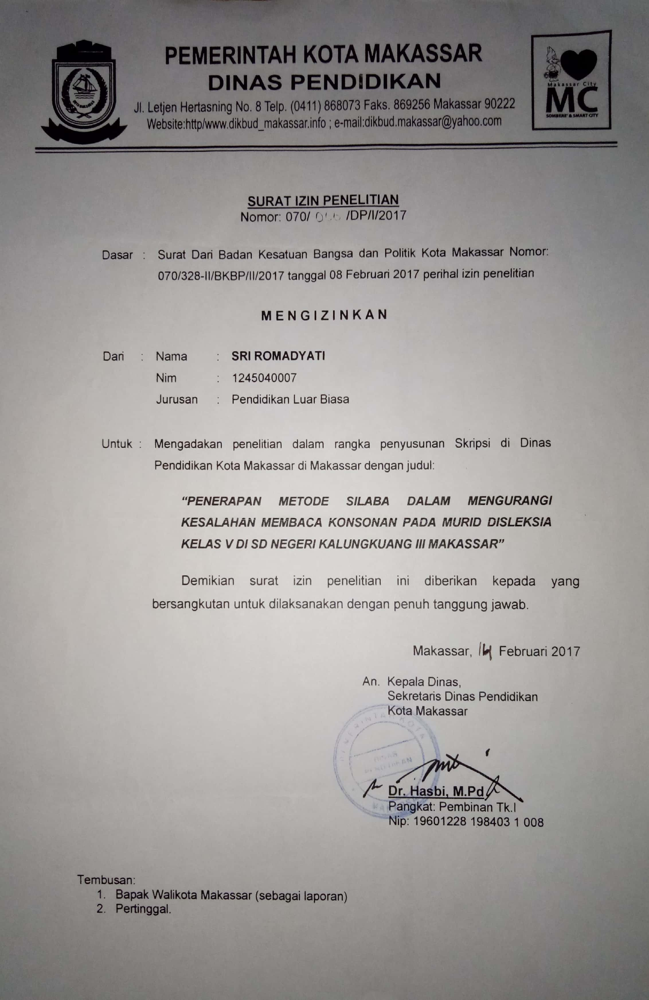 PEMERINTAH KOTA MAKASSAR
DINAS PENDIDIKAN
Jl. Letjen Hertasning No. 8 Telp. (0411) 868073 Faks. 869256 Makassar 90222
Website:http/www.dikbud_makassar.info ; e-mail:dikbud.makassar@yahoo.com
Makassar City
MC
SOMBERE' & SMART CITY
SURAT IZIN PENELITIAN
Nomor: 070/ /DP/I/2017
Dasar : Surat Dari Badan Kesatuan Bangsa dan Politik Kota Makassar Nomor:
070/328-II/BKBP/II/2017 tanggal 08 Februari 2017 perihal izin penelitian
M E N G I Z I N K A N
Dari : Nama : SRI ROMADYATI
Nim : 1245040007
Jurusan : Pendidikan Luar Biasa
Untuk : Mengadakan penelitian dalam rangka penyusunan Skripsi di Dinas
Pendidikan Kota Makassar di Makassar dengan judul:
“PENERAPAN METODE SILABA DALAM MENGURANGI
KESALAHAN MEMBACA KONSONAN PADA MURID DISLEKSIA
KELAS V DI SD NEGERI KALUNGKUANG III MAKASSAR”
Demikian surat izin penelitian ini diberikan kepada yang
bersangkutan untuk dilaksanakan dengan penuh tanggung jawab.
Makassar, 14 Februari 2017
An. Kepala Dinas,
Sekretaris Dinas Pendidikan
Kota Makassar
PEMERINTAH KOTA
DINAS
PENDIDIKAN
Dr. Hasbi, M.Pd
Pangkat: Pembinan Tk.I
Nip: 19601228 198403 1 008
Tembusan:
1. Bapak Walikota Makassar (sebagai laporan)
2. Pertinggal.